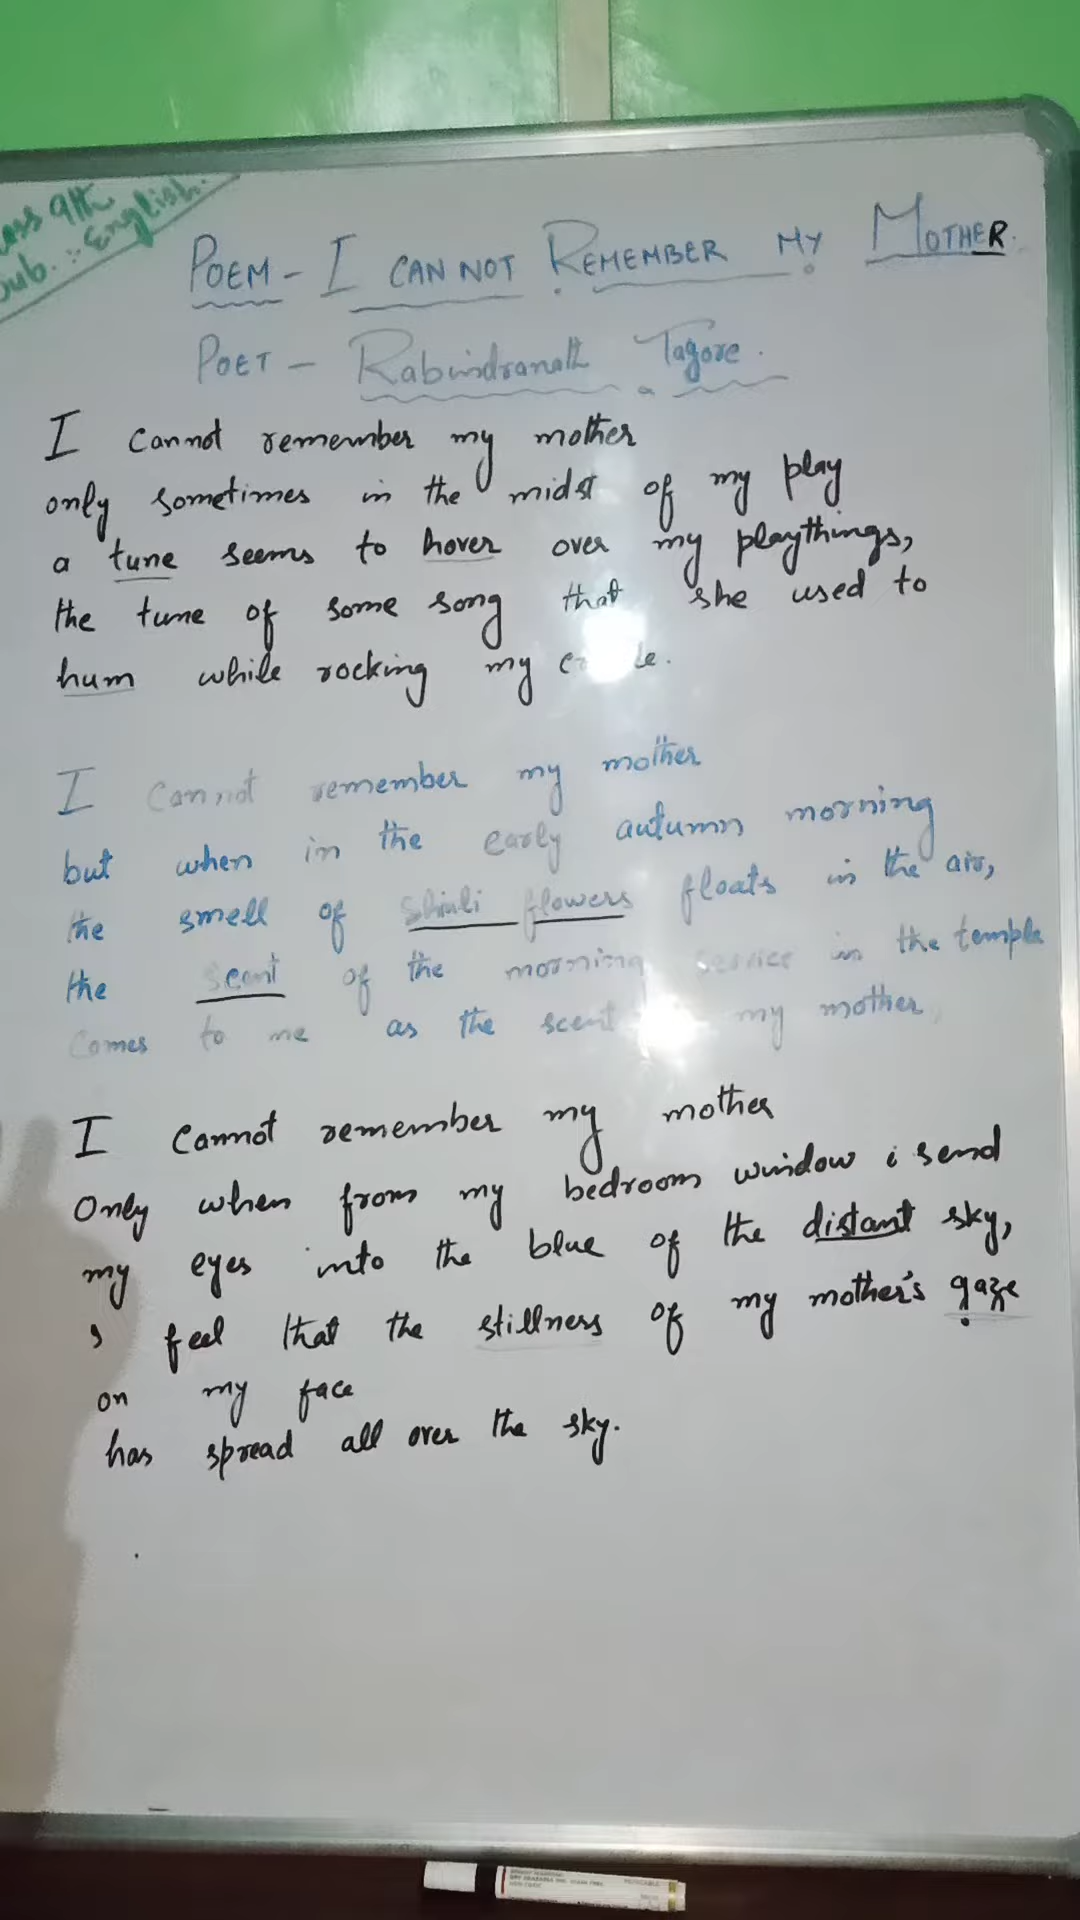 Class 9th
Sub. :- English.
POEM - I CAN NOT REMEMBER MY MOTHER.
POET - Rabindranath Tagore.
I cannot remember my mother
only sometimes in the midst of my play
a tune seems to hover over my playthings,
the tune of some song that she used to
hum while rocking my
I cannot remember my mother
but when in the early autumn morning
the smell of Shiuli flowers floats in the air,
the scent of the morning service in the temple
comes to me as the scent my mother,
I cannot remember my mother
Only when from my bedroom window i send
my eyes into the blue of the distant sky,
I feel that the stillness of my mother's gaze
on my face
has spread all over the sky.